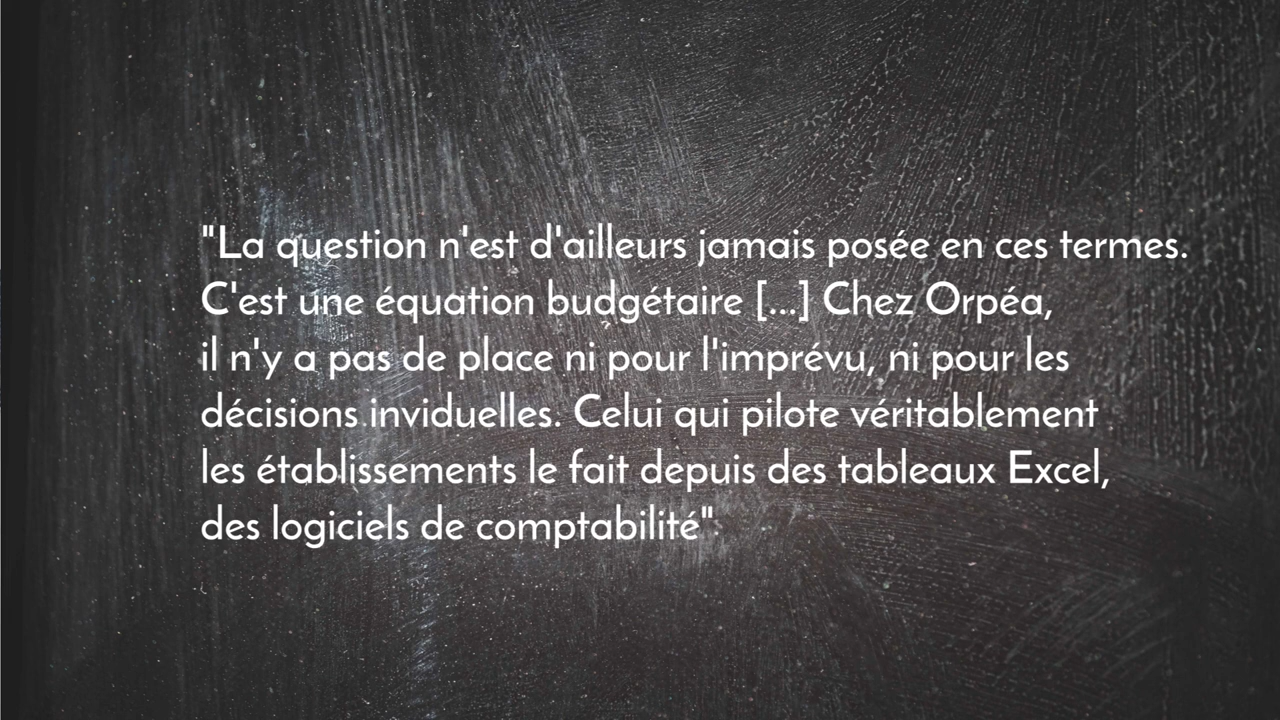 "La question n'est d'ailleurs jamais posée en ces termes.
C'est une équation budgétaire [...] Chez Orpéa,
il n'y a pas de place ni pour l'imprévu, ni pour les
décisions inviduelles. Celui qui pilote véritablement
les établissements le fait depuis des tableaux Excel,
des logiciels de comptabilité"